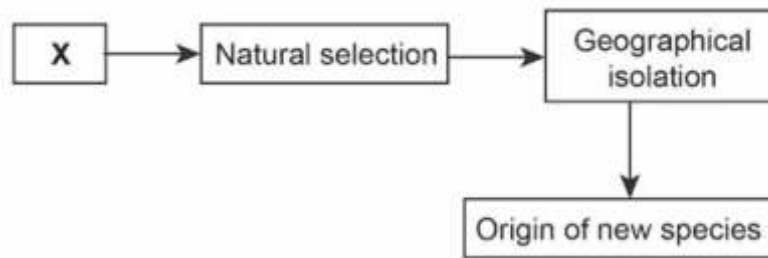 X
Natural selection
Geographical
isolation
Origin of new species